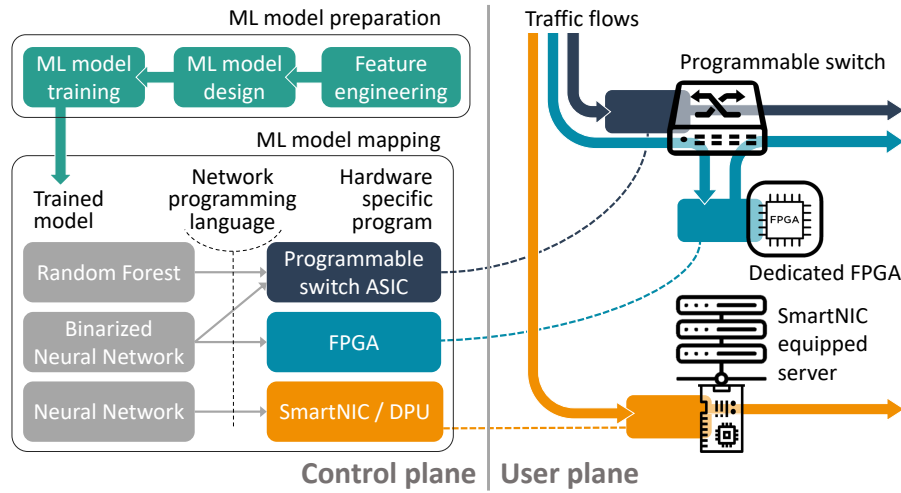 ML model preparation
ML model
training
ML model
design
Feature
engineering
ML model mapping
Trained
model
Network
programming
language
Hardware
specific
program
Random Forest
Programmable
switch ASIC
Binarized
Neural Network
FPGA
Neural Network
SmartNIC / DPU
Control plane
Traffic flows
Programmable switch
FPGA
Dedicated FPGA
SmartNIC
equipped
server
User plane